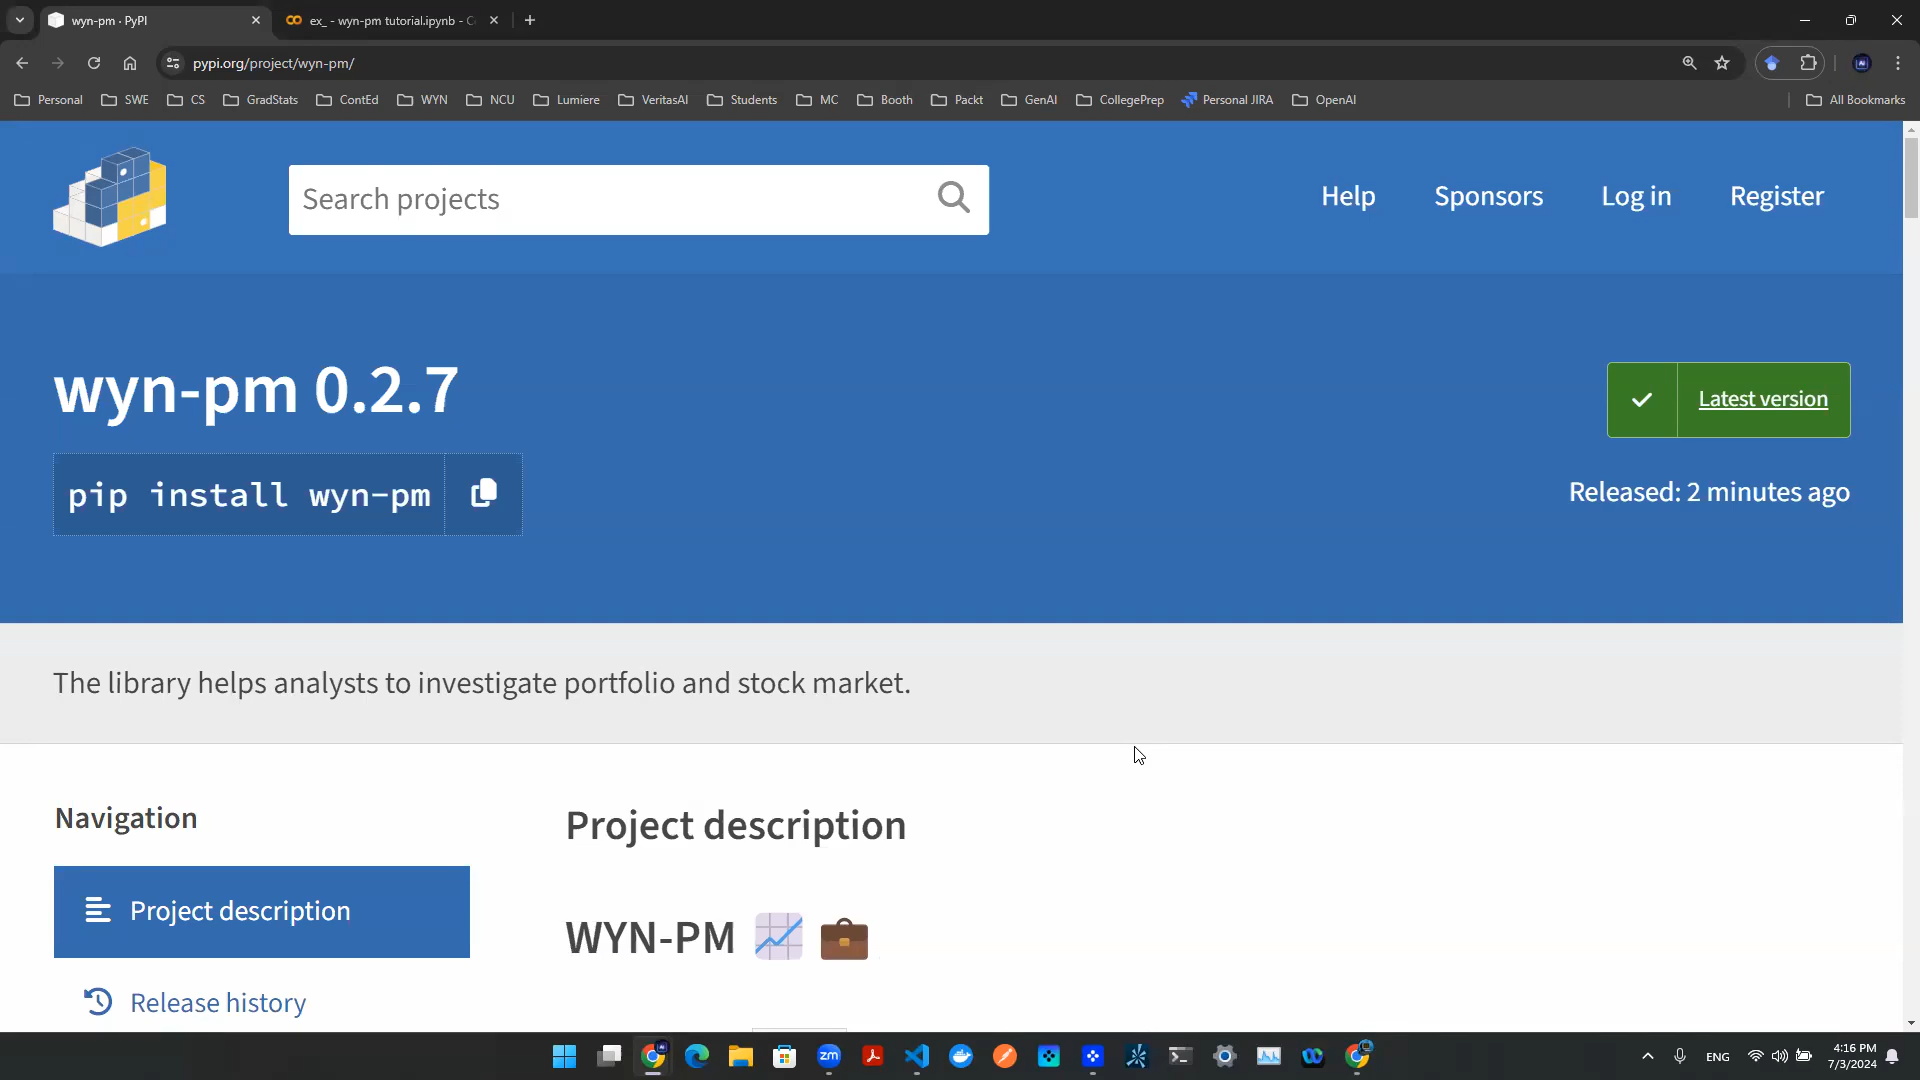 wyn-pm · PyPI
ex_ - wyn-pm tutorial.ipynb - C
pypi.org/project/wyn-pm/
Personal
SWE
CS
GradStats
ContEd
WYN
NCU
Lumiere
VeritasAI
Students
MC
Booth
Packt
GenAI
CollegePrep
Personal JIRA
OpenAI
All Bookmarks
Search projects
Help
Sponsors
Log in
Register
wyn-pm 0.2.7
Latest version
pip install wyn-pm
Released: 2 minutes ago
The library helps analysts to investigate portfolio and stock market.
Navigation
Project description
Project description
WYN-PM
Release history
zm
ENG
4:16 PM
7/3/2024